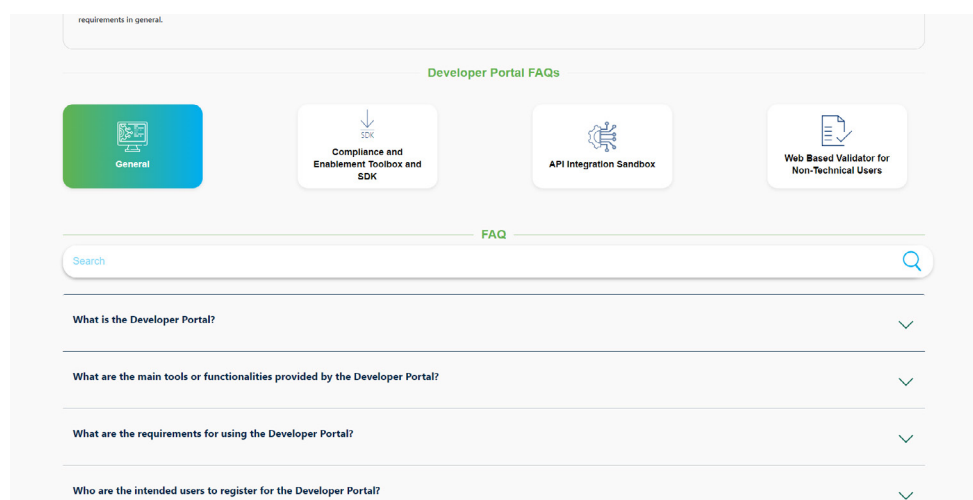 requirements in general.
Developer Portal FAQs
General
SDK
Compliance and
Enablement Toolbox and
SDK
API Integration Sandbox
Web Based Validator for
Non-Technical Users
FAQ
Search
What is the Developer Portal?
What are the main tools or functionalities provided by the Developer Portal?
What are the requirements for using the Developer Portal?
Who are the intended users to register for the Developer Portal?